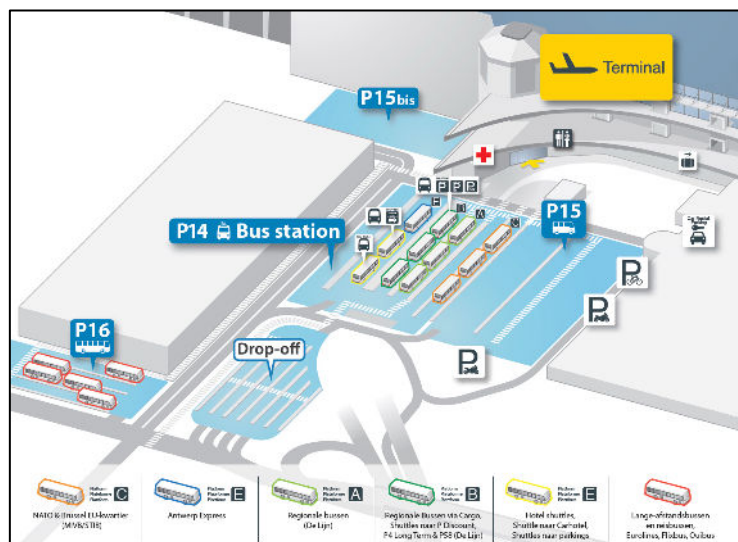 Terminal
P15bis
P14 Bus station
P15
P16
Drop-off
E
A
C
P
P
P
C
NATO & Brussel EU-kwartier
(MIVB/STIB)
E
Antwerp Express
A
Regionale bussen
(De Lijn)
B
Regionale Bussen via Cargo,
Shuttles naar P Discount,
P4 Long Term & P58 (De Lijn)
E
Hotel shuttles,
Shuttle naar Carhotel,
Shuttles naar parkings
Lange-afstandsbussen
en reisbussen,
Eurolines, Flixbus, Ouibus